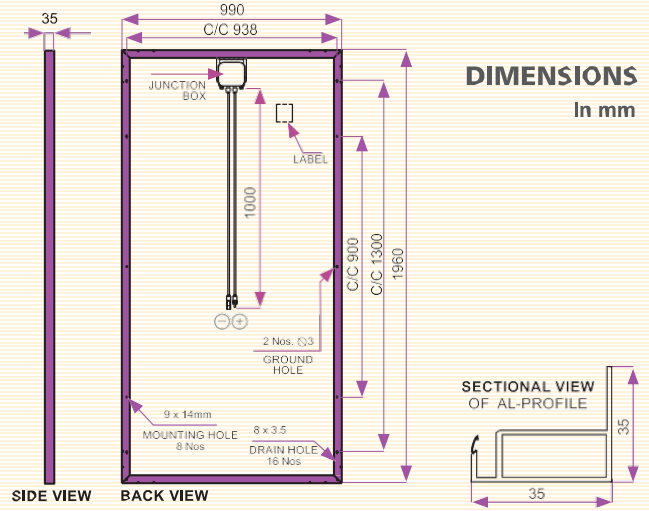 35
990
C/C 938
DIMENSIONS
In mm
JUNCTION
BOX
LABEL
1000
C/C 900
C/C 1300
1960
2 Nos. ∅3
GROUND
HOLE
9 x 14mm
MOUNTING HOLE
8 Nos
8 x 3.5
DRAIN HOLE
16 Nos
SECTIONAL VIEW
OF AL-PROFILE
35
35
SIDE VIEW
BACK VIEW